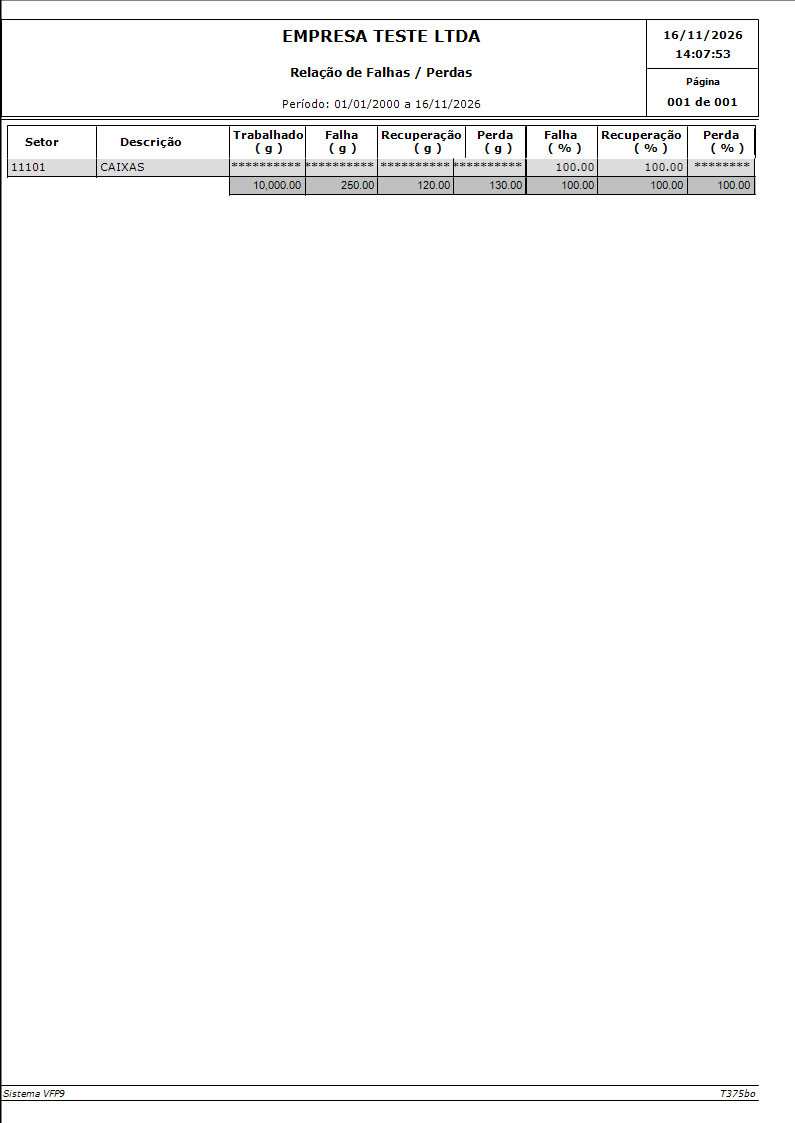 EMPRESA TESTE LTDA
16/11/2026
14:07:53
Relação de Falhas / Perdas
Página
Período: 01/01/2000 a 16/11/2026
001 de 001
Setor Descrição Trabalhado ( g ) Falha ( g ) Recuperação ( g ) Perda ( g ) Falha ( % ) Recuperação ( % ) Perda ( % )
11101 CAIXAS ********** ********** ********** ********** 100.00 100.00 ********
10,000.00 250.00 120.00 130.00 100.00 100.00 100.00
Sistema VFP9 T375bo